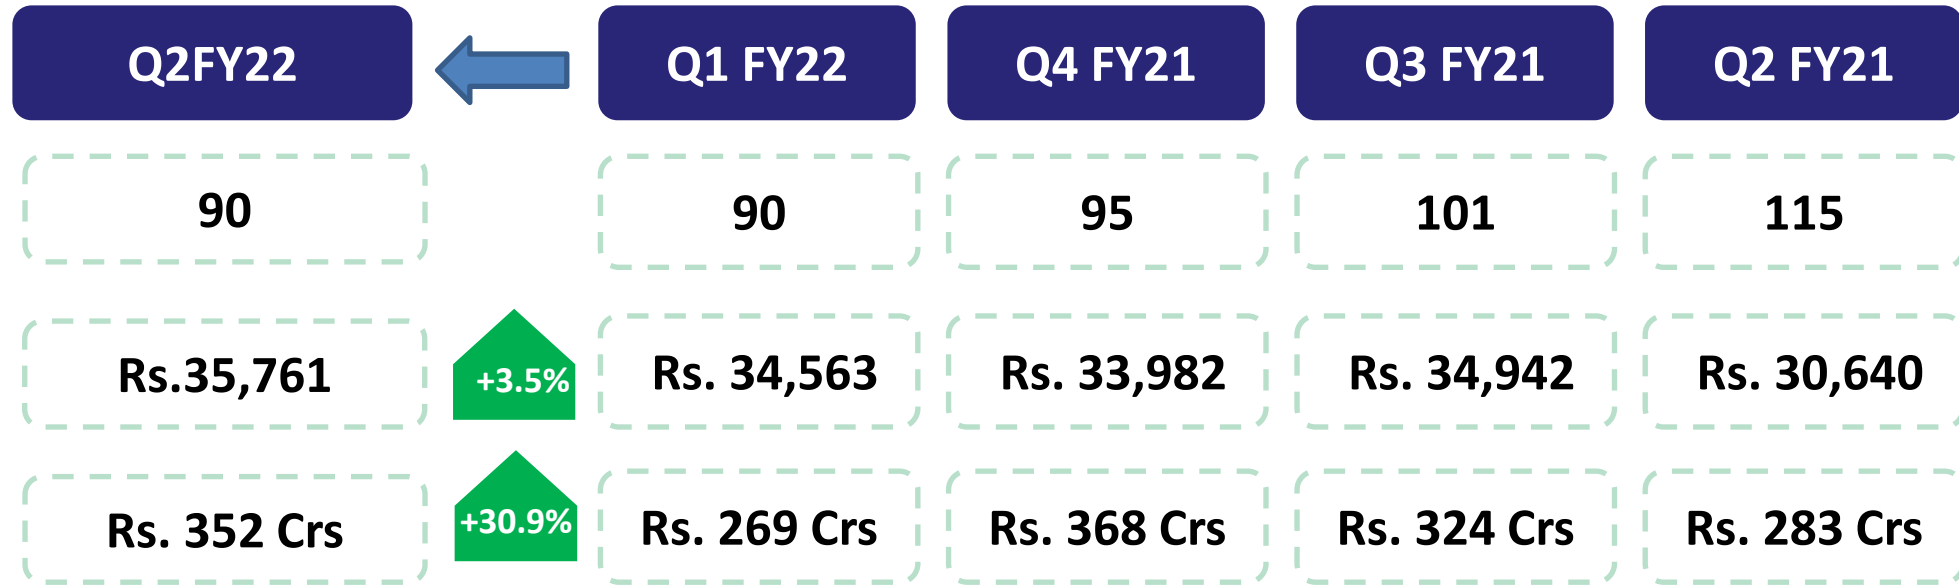 Q2FY22 Q1 FY22 Q4 FY21 Q3 FY21 Q2 FY21
90 90 95 101 115
Rs.35,761 +3.5% Rs. 34,563 Rs. 33,982 Rs. 34,942 Rs. 30,640
Rs. 352 Crs +30.9% Rs. 269 Crs Rs. 368 Crs Rs. 324 Crs Rs. 283 Crs